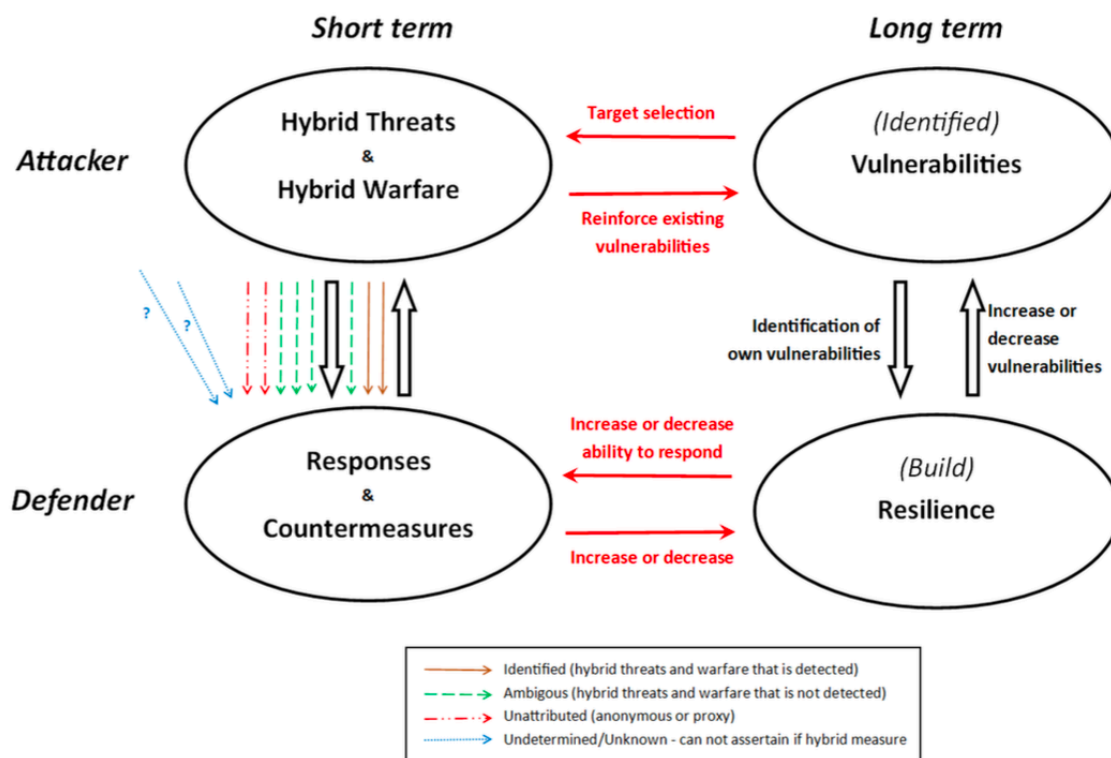 Short term
Long term
Attacker
Hybrid Threats
&
Hybrid Warfare
Target selection
Reinforce existing
vulnerabilities
(Identified)
Vulnerabilities
?
?
Identification of
own vulnerabilities
Increase or
decrease
vulnerabilities
Defender
Responses
&
Countermeasures
Increase or decrease
ability to respond
Increase or decrease
(Build)
Resilience
Identified (hybrid threats and warfare that is detected)
Ambigous (hybrid threats and warfare that is not detected)
Unattributed (anonymous or proxy)
Undetermined/Unknown - can not assertain if hybrid measure